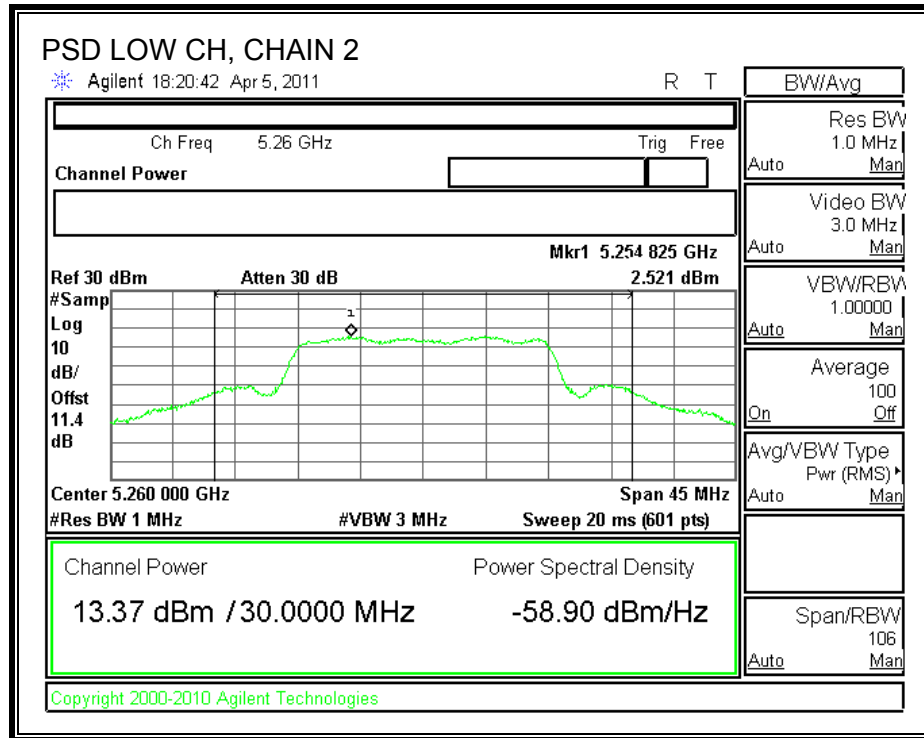 PSD LOW CH, CHAIN 2
Agilent 18:20:42 Apr 5, 2011 R T
Ch Freq 5.26 GHz Trig Free
Channel Power
Mkr1 5.254 825 GHz
Ref 30 dBm Atten 30 dB 2.521 dBm
#Samp
Log
10
dB/
Offst
11.4
dB
1
Center 5.260 000 GHz Span 45 MHz
#Res BW 1 MHz #VBW 3 MHz Sweep 20 ms (601 pts)
Channel Power Power Spectral Density
13.37 dBm / 30.0000 MHz -58.90 dBm/Hz
Copyright 2000-2010 Agilent Technologies
BW/Avg
Res BW
1.0 MHz
Auto Man
Video BW
3.0 MHz
Auto Man
VBW/RBW
1.00000
Auto Man
Average
100
On Off
Avg/VBW Type
Pwr (RMS)
Auto Man
Span/RBW
106
Auto Man